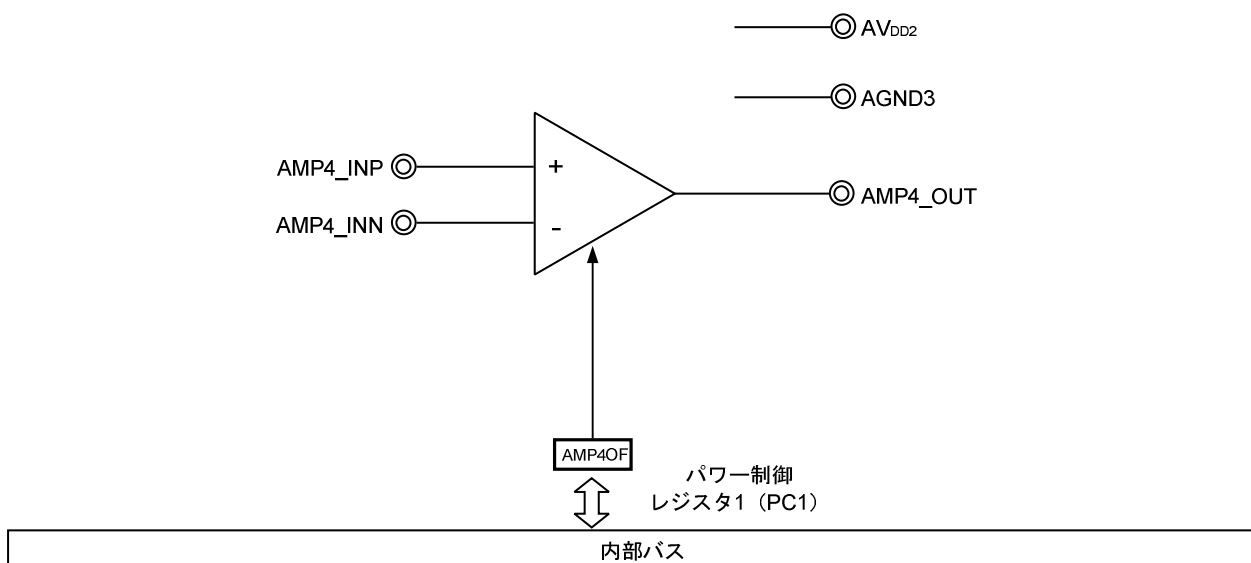 AVDD2
AGND3
AMP4_INP
+
AMP4_OUT
AMP4_INN
-
AMP4OF
パワー制御
レジスタ1（PC1）
内部バス